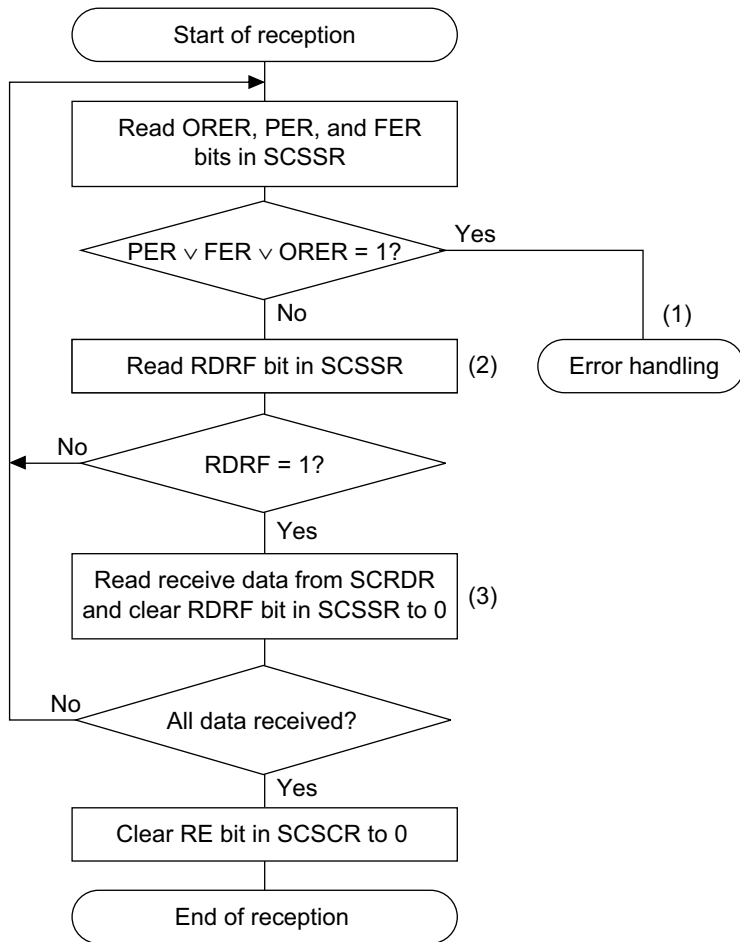 Start of reception
Read ORER, PER, and FER
bits in SCSSR
PER ∨ FER ∨ ORER = 1?
Yes
No
(1)
Error handling
Read RDRF bit in SCSSR
(2)
No
RDRF = 1?
Yes
Read receive data from SCRDR
and clear RDRF bit in SCSSR to 0
(3)
No
All data received?
Yes
Clear RE bit in SCSCR to 0
End of reception